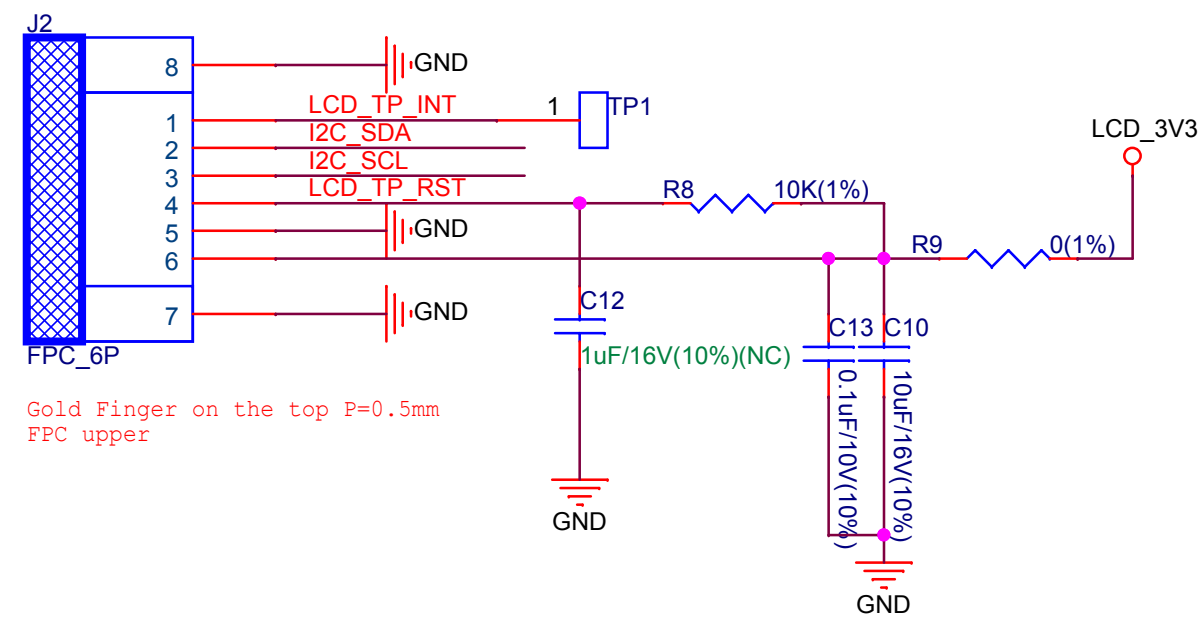 J2
8
GND
LCD_TP_INT
1
TP1
1
I2C_SDA
2
I2C_SCL
3
LCD_TP_RST
4
R8
10K(1%)
LCD_3V3
5
GND
6
R9
0(1%)
7
GND
C12
1uF/16V(10%)(NC)
C13
C10
0.1uF/10V(10%)
10uF/16V(10%)
FPC_6P
Gold Finger on the top P=0.5mm
FPC upper
GND
GND